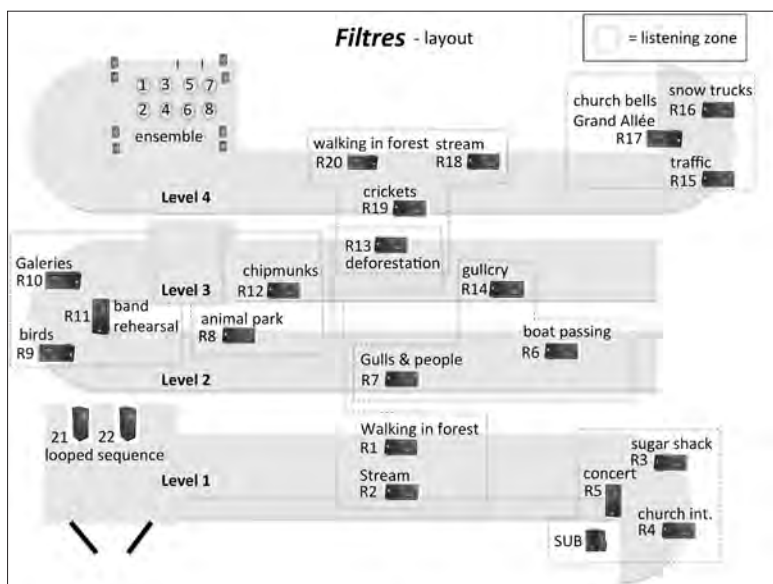 Filtres - layout
= listening zone
1 3 5 7
2 4 6 8
ensemble
snow trucks
R16
church bells
Grand Allée
R17
traffic
R15
walking in forest
R20
stream
R18
crickets
R19
Level 4
R13
deforestation
Galeries
R10
chipmunks
R12
gullcry
R14
Level 3
R11
band
rehearsal
animal park
R8
birds
R9
boat passing
R6
Level 2
Gulls & people
R7
21 22
looped sequence
Walking in forest
R1
Stream
R2
Level 1
sugar shack
R3
concert
R5
church int.
R4
SUB